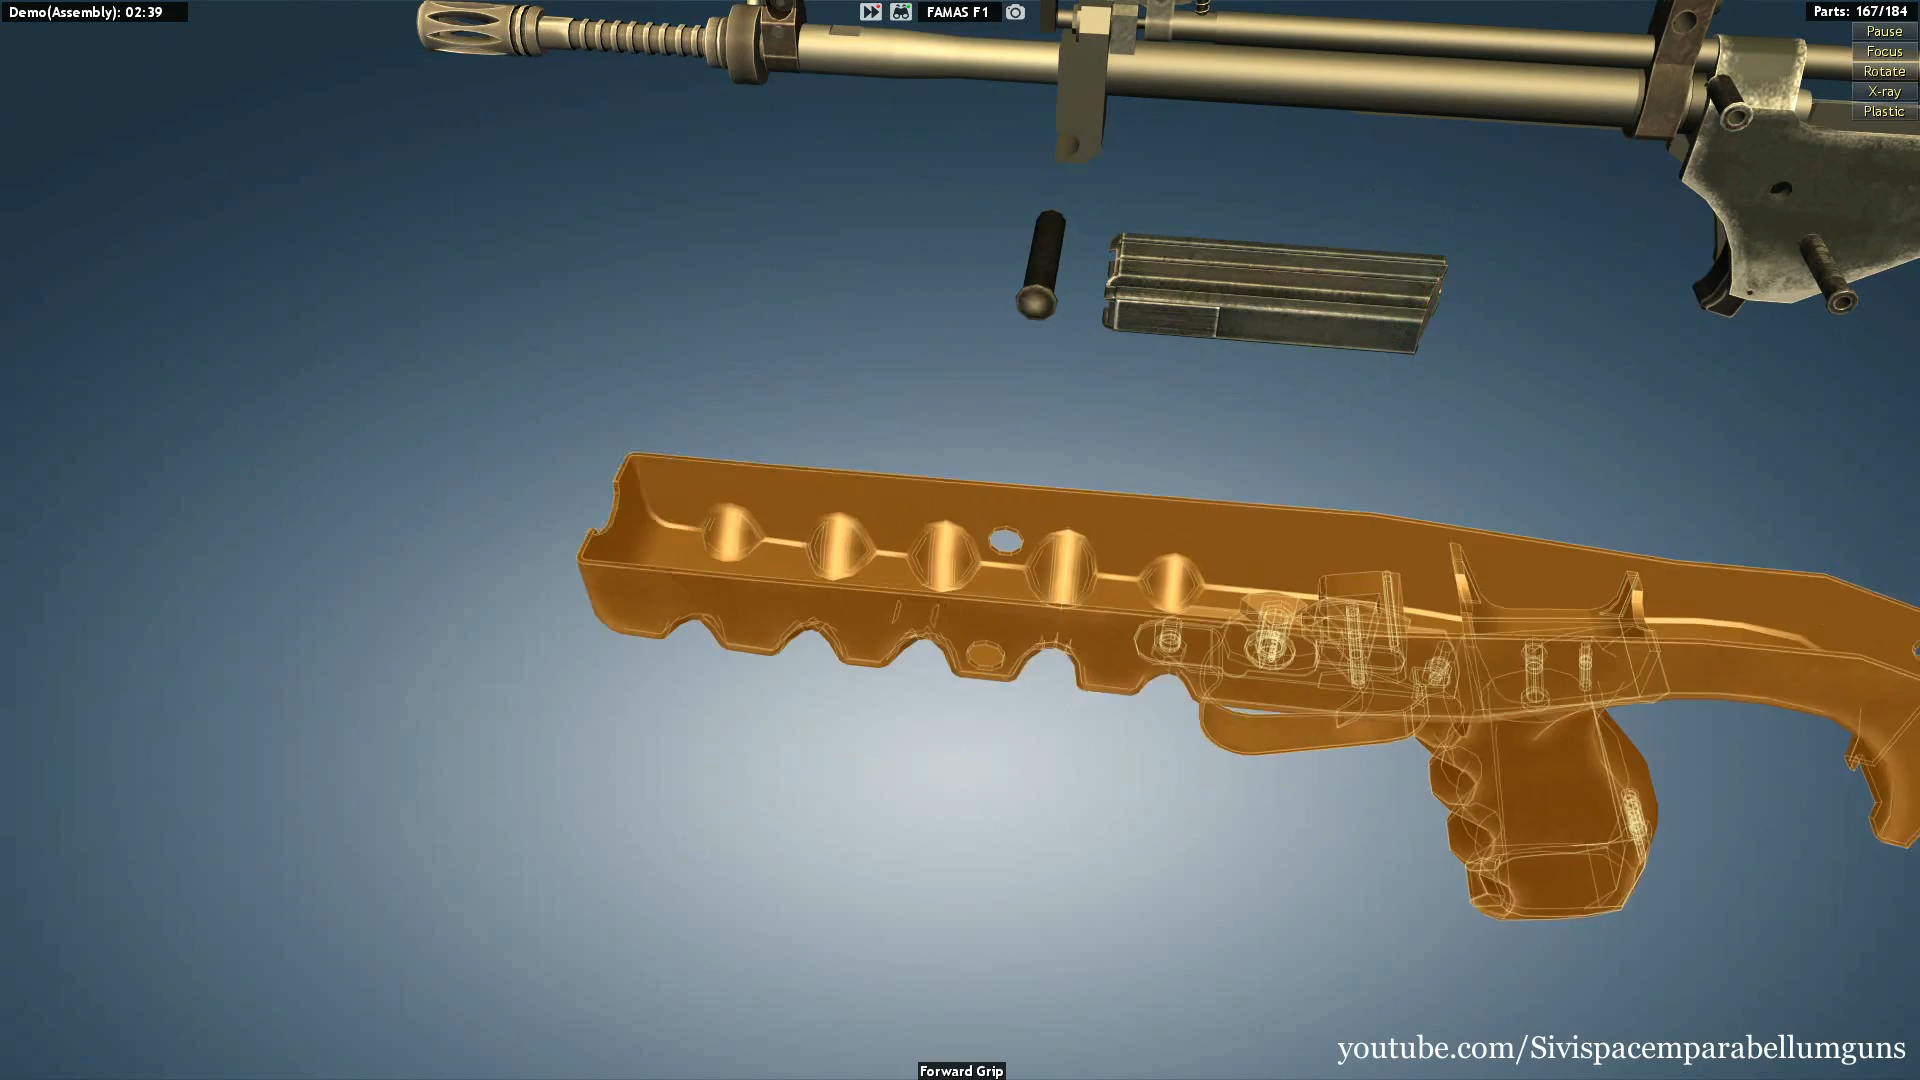 Demo(Assembly): 02:39
FAMAS F1
Parts: 167/184
Pause
Focus
Rotate
X-ray
Plastic
youtube.com/Sivispacemparabellumguns
Forward Grip